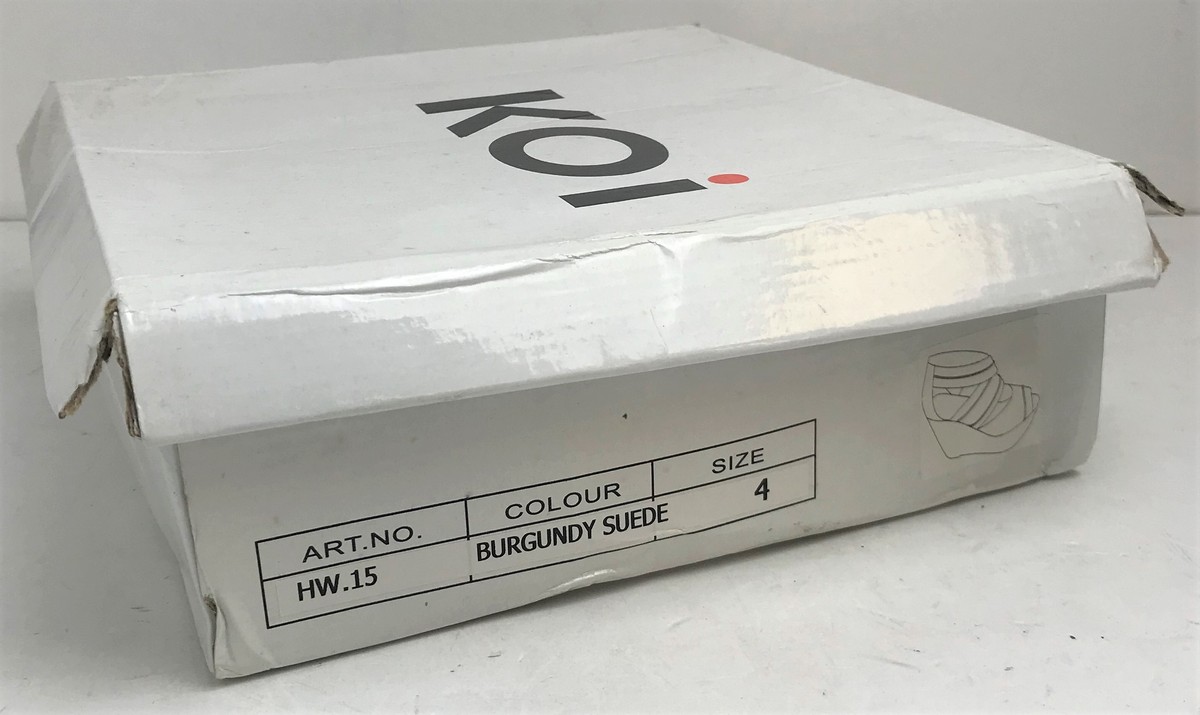 KOi
ART.NO. COLOUR SIZE
HW.15 BURGUNDY SUEDE 4